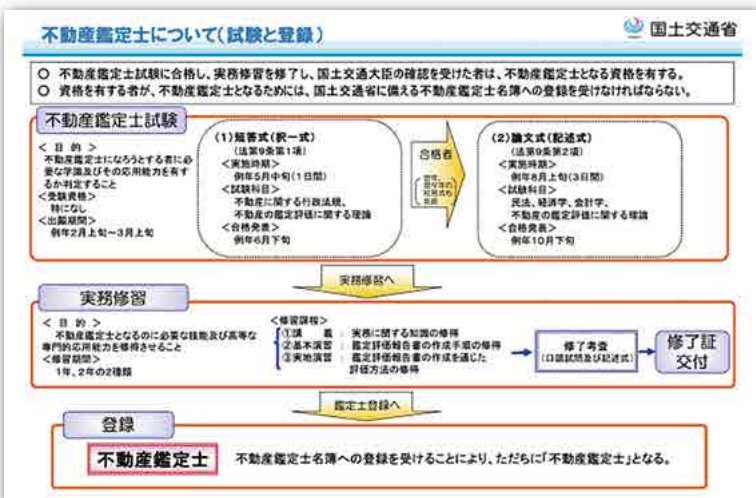 不動産鑑定士について(試験と登録)
国土交通省
○ 不動産鑑定士試験に合格し、実務修習を修了し、国土交通大臣の確認を受けた者は、不動産鑑定士となる資格を有する。
○ 資格を有する者が、不動産鑑定士となるためには、国土交通省に備える不動産鑑定士名簿への登録を受けなければならない。
不動産鑑定士試験
< 目 的 >
不動産鑑定士になろうとする者に必
要な学識及びその応用能力を有す
るか判定すること
<受験資格>
特になし
<出願期間>
例年2月上旬~3月上旬
(1)短答式(択一式)
(法第9条第1項)
<実施時期>
例年5月中旬(1日間)
<試験科目>
不動産に関する行政法規、
不動産の鑑定評価に関する理論
<合格発表>
例年6月下旬
合格者
(2)論文式(記述式)
(法第9条第2項)
<実施時期>
例年8月上旬(3日間)
<試験科目>
民法、経済学、会計学、
不動産の鑑定評価に関する理論
<合格発表>
例年10月下旬
実務修習へ
実務修習
< 目 的 >
不動産鑑定士となるのに必要な技能及び高等な
専門的応用能力を修得させること
<修習期間>
1年、2年の2種類
<修習課程>
①講 義 : 実務に関する知識の修得
②基本演習 : 鑑定評価報告書の作成手順の修得
③実地演習 : 鑑定評価報告書の作成を通じた
評価方法の修得
修了考査
(口頭試問及び記述式)
修了証
交付
鑑定士登録へ
登録
不動産鑑定士
不動産鑑定士名簿への登録を受けることにより、ただちに「不動産鑑定士」となる。